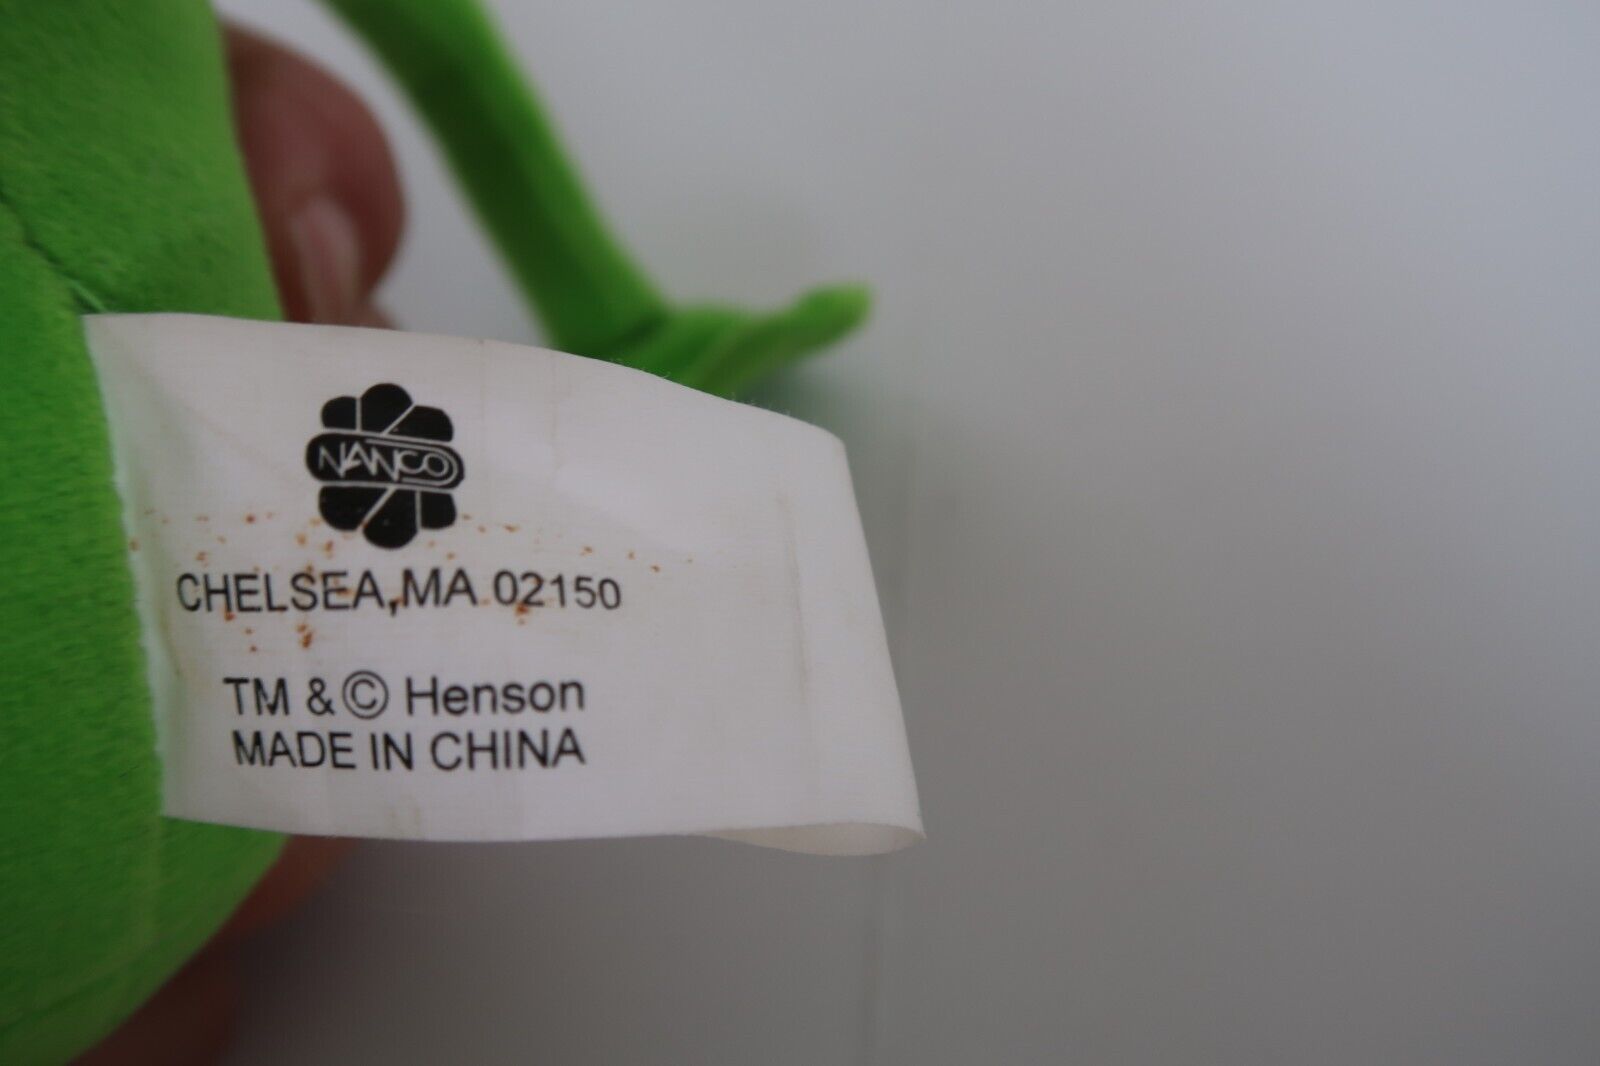 NANCO
CHELSEA,MA 02150
TM & © Henson
MADE IN CHINA